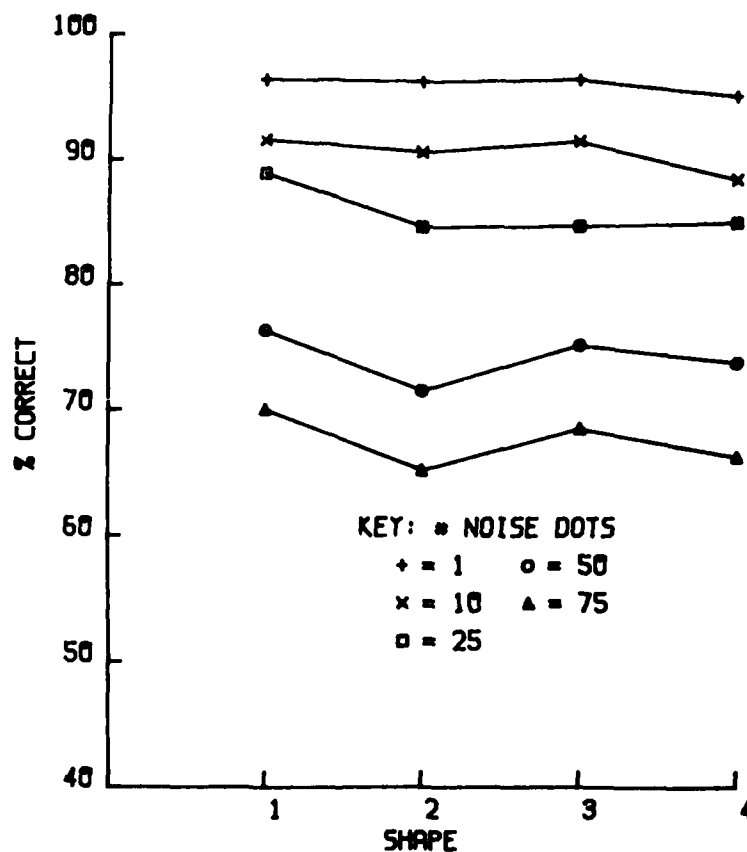 100
90
80
70
60
50
40
% CORRECT
KEY: # NOISE DOTS
+ = 1 o = 50
x = 10 ▲ = 75
□ = 25
1 2 3 4
SHAPE